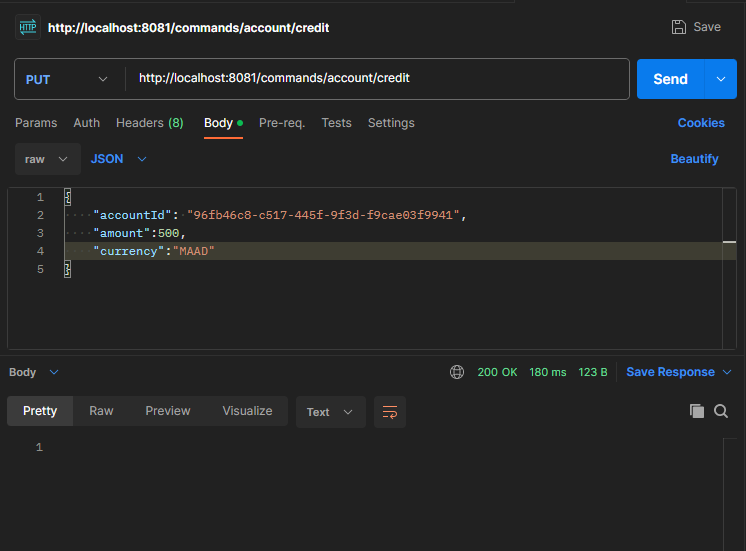 HTTP http://localhost:8081/commands/account/credit Save
PUT http://localhost:8081/commands/account/credit Send
Params Auth Headers (8) Body Pre-req. Tests Settings Cookies
raw JSON Beautify
1 {
2 "accountId": "96fb46c8-c517-445f-9f3d-f9cae03f9941",
3 "amount":500,
4 "currency":"MAAD"
5 }
Body 200 OK 180 ms 123 B Save Response
Pretty Raw Preview Visualize Text
1